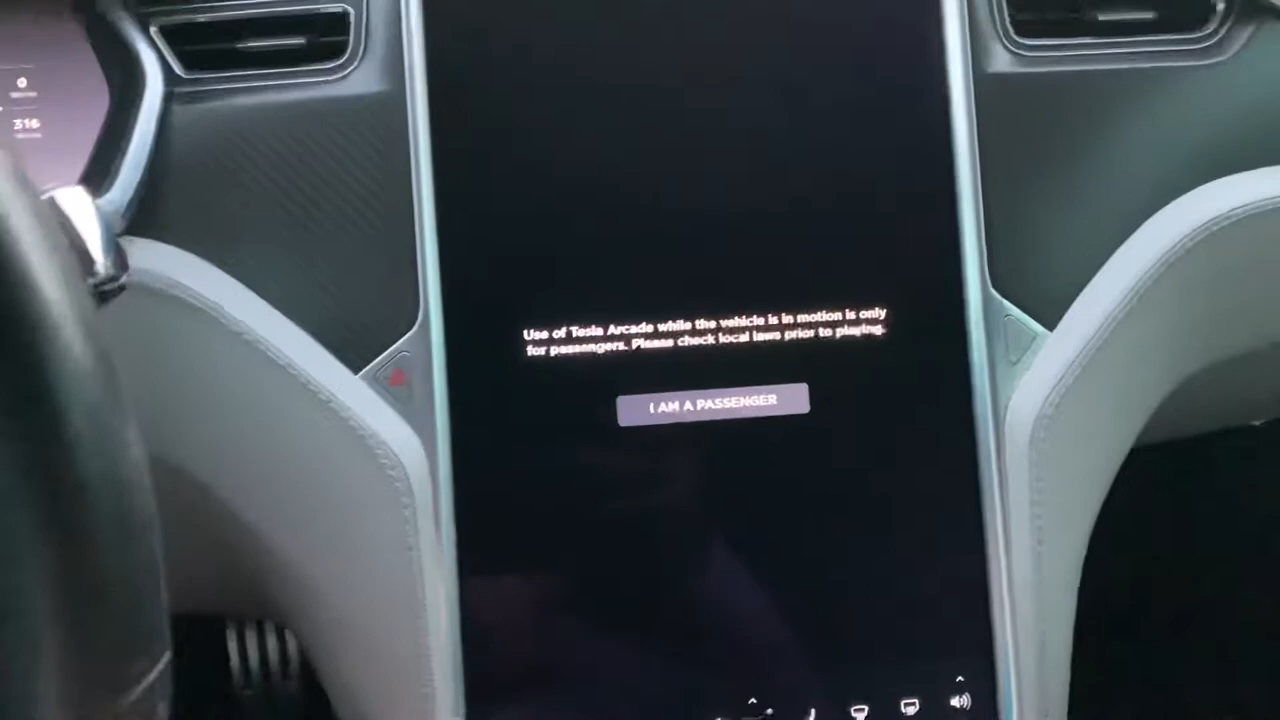 316
Use of Tesla Arcade while the vehicle is in motion is only
for passengers. Please check local laws prior to playing.
I AM A PASSENGER